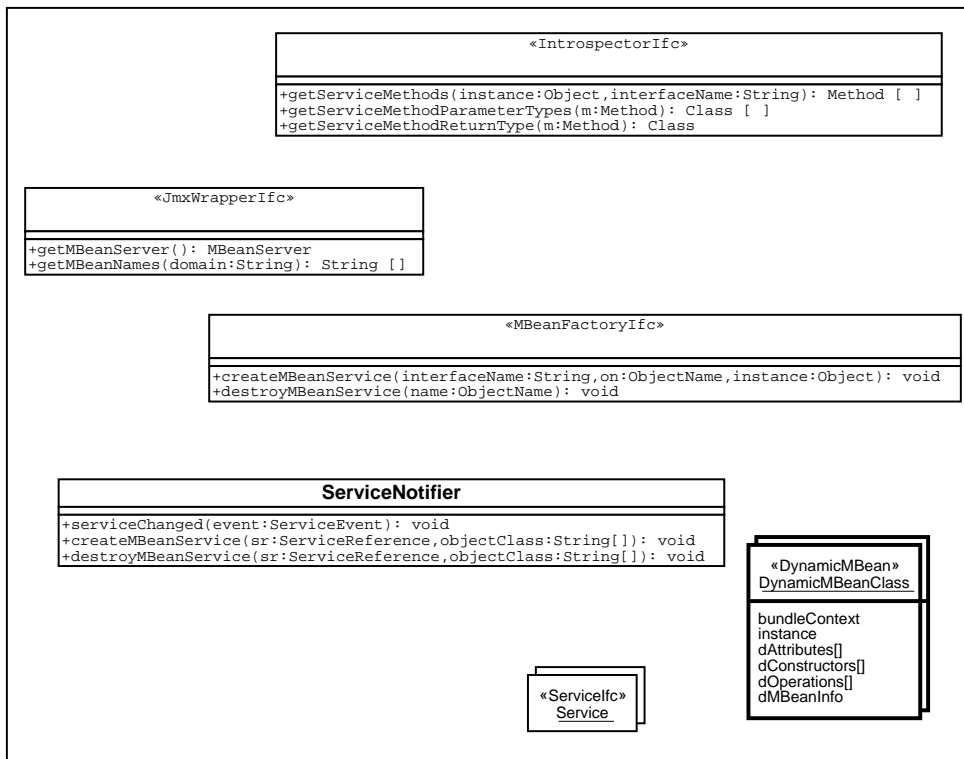 «IntrospectorIfc»
+getServiceMethods(instance:Object,interfaceName:String): Method [ ]
+getServiceMethodParameterTypes(m:Method): Class [ ]
+getServiceMethodReturnType(m:Method): Class
«JmxWrapperIfc»
+getMBeanServer(): MBeanServer
+getMBeanNames(domain:String): String []
«MBeanFactoryIfc»
+createMBeanService(interfaceName:String,on:ObjectName,instance:Object): void
+destroyMBeanService(name:ObjectName): void
ServiceNotifier
+serviceChanged(event:ServiceEvent): void
+createMBeanService(sr:ServiceReference,objectClass:String[]): void
+destroyMBeanService(sr:ServiceReference,objectClass:String[]): void
«DynamicMBean»
DynamicMBeanClass
bundleContext
instance
dAttributes[]
dConstructors[]
dOperations[]
dMBeanInfo
«ServiceIfc»
Service